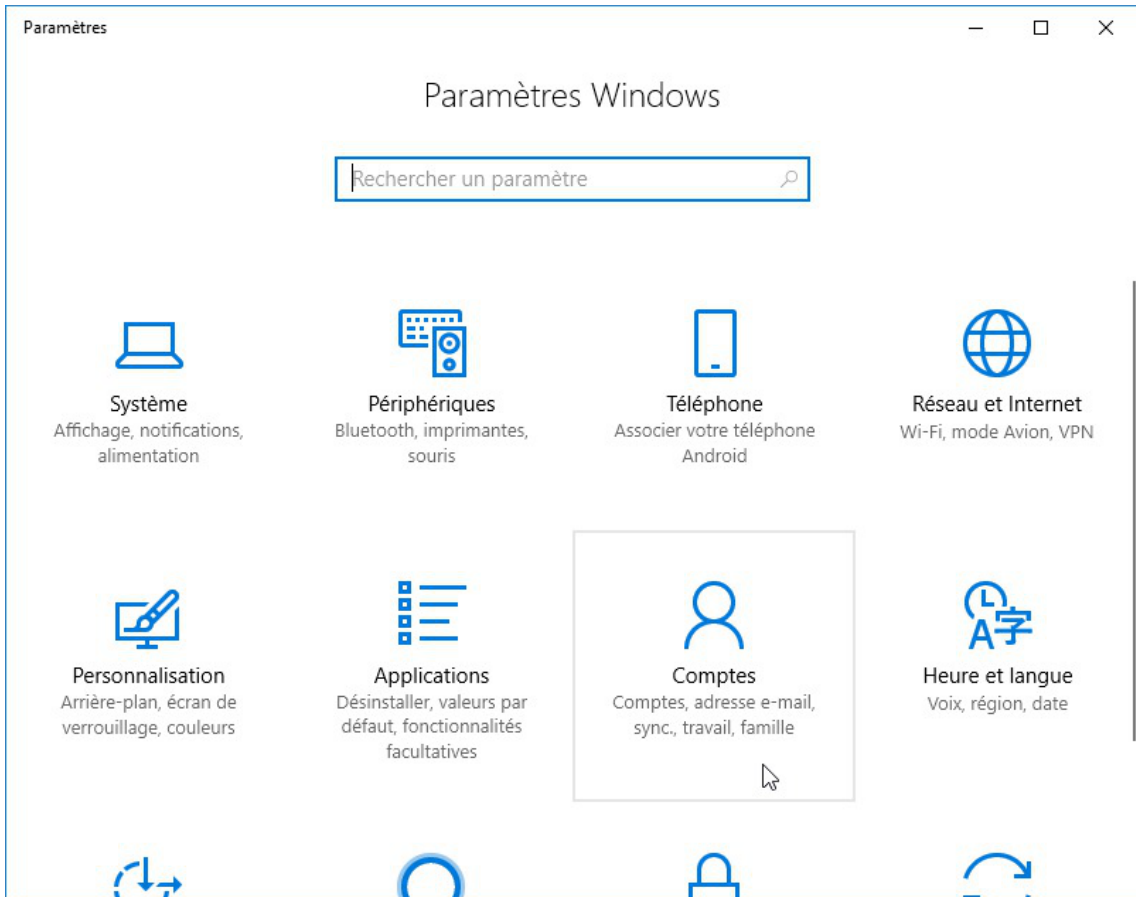 Paramètres
Paramètres Windows
Rechercher un paramètre
Système
Affichage, notifications,
alimentation
Périphériques
Bluetooth, imprimantes,
souris
Téléphone
Associer votre téléphone
Android
Réseau et Internet
Wi-Fi, mode Avion, VPN
Personnalisation
Arrière-plan, écran de
verrouillage, couleurs
Applications
Désinstaller, valeurs par
défaut, fonctionnalités
facultatives
Comptes
Comptes, adresse e-mail,
sync., travail, famille
A字
Heure et langue
Voix, région, date